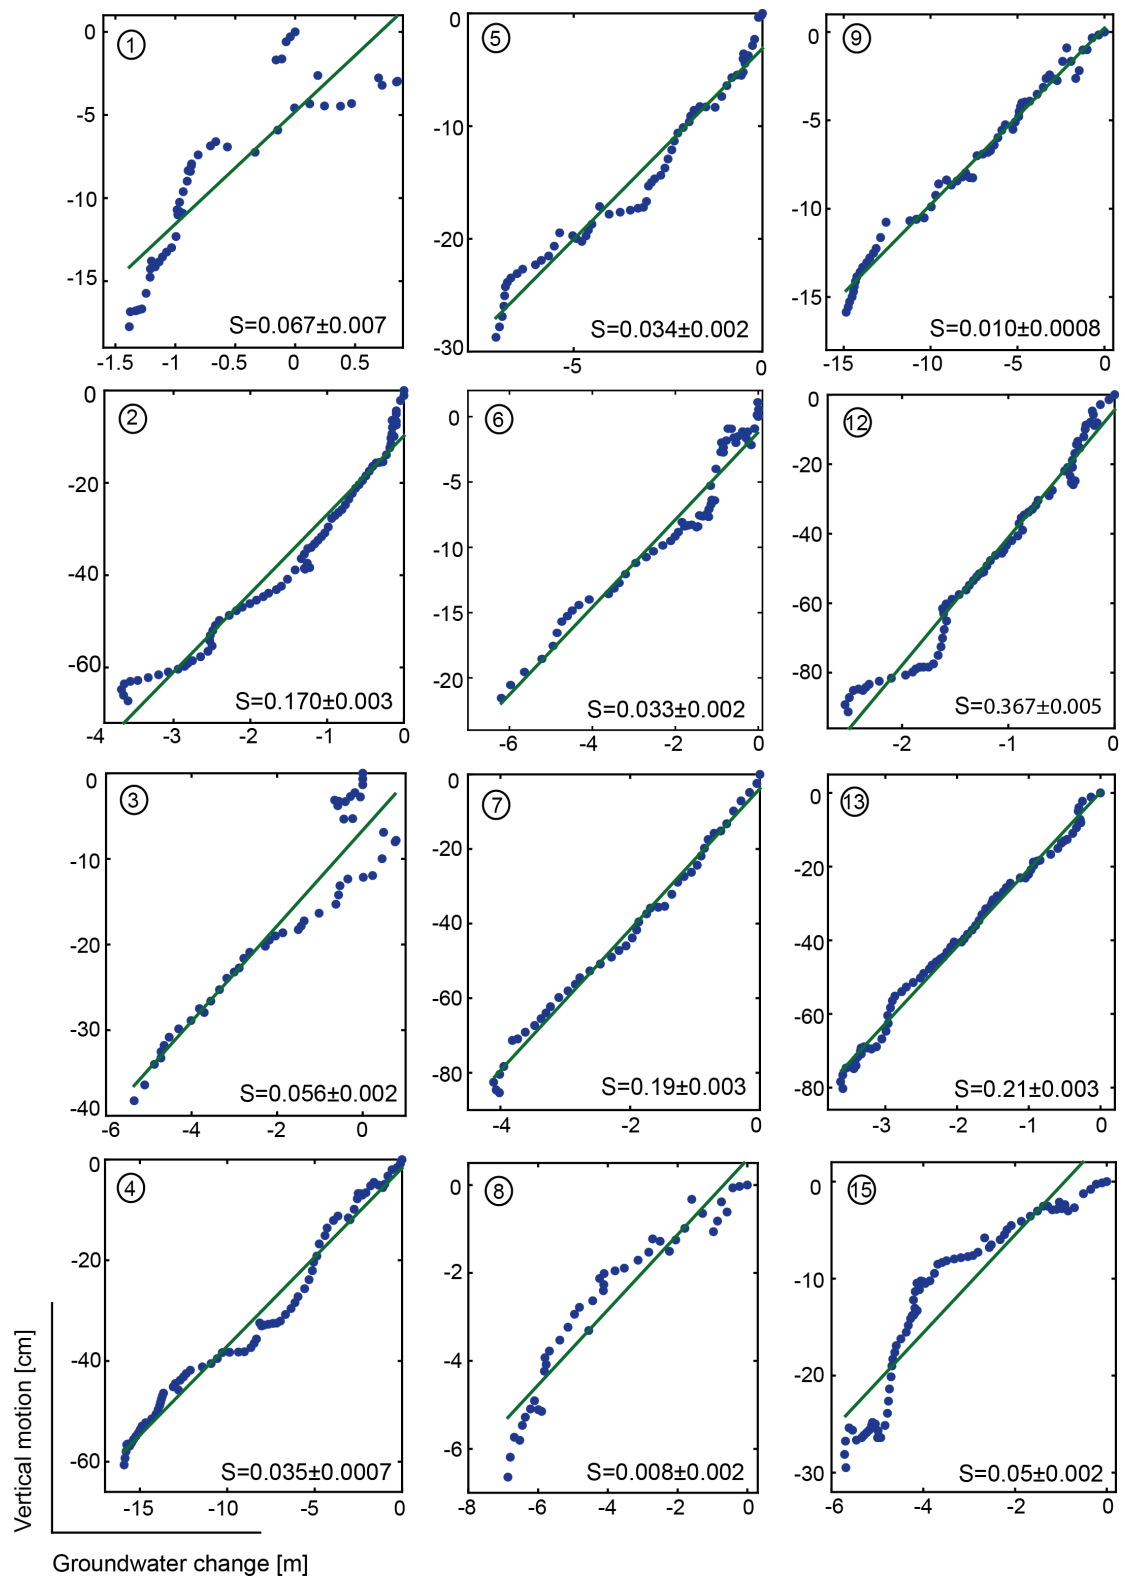 0
-5
-10
-15
1
S=0.067±0.007
-1.5 -1 -0.5 0 0.5
0
-10
-20
-30
5
S=0.034±0.002
-5 0
0
-5
-10
-15
9
S=0.010±0.0008
-15 -10 -5 0
0
-20
-40
-60
2
S=0.170±0.003
-4 -3 -2 -1 0
0
-5
-10
-15
-20
6
S=0.033±0.002
-6 -4 -2 0
0
-20
-40
-60
-80
12
S=0.367±0.005
-2 -1 0
0
-10
-20
-30
-40
3
S=0.056±0.002
-6 -4 -2 0
0
-20
-40
-60
-80
7
S=0.19±0.003
-4 -2 0
0
-20
-40
-60
-80
13
S=0.21±0.003
-3 -2 -1 0
0
-20
-40
-60
4
S=0.035±0.0007
-15 -10 -5 0
0
-2
-4
-6
8
S=0.008±0.002
-8 -6 -4 -2 0
0
-10
-20
-30
15
S=0.05±0.002
-6 -4 -2 0
Vertical motion [cm]
Groundwater change [m]